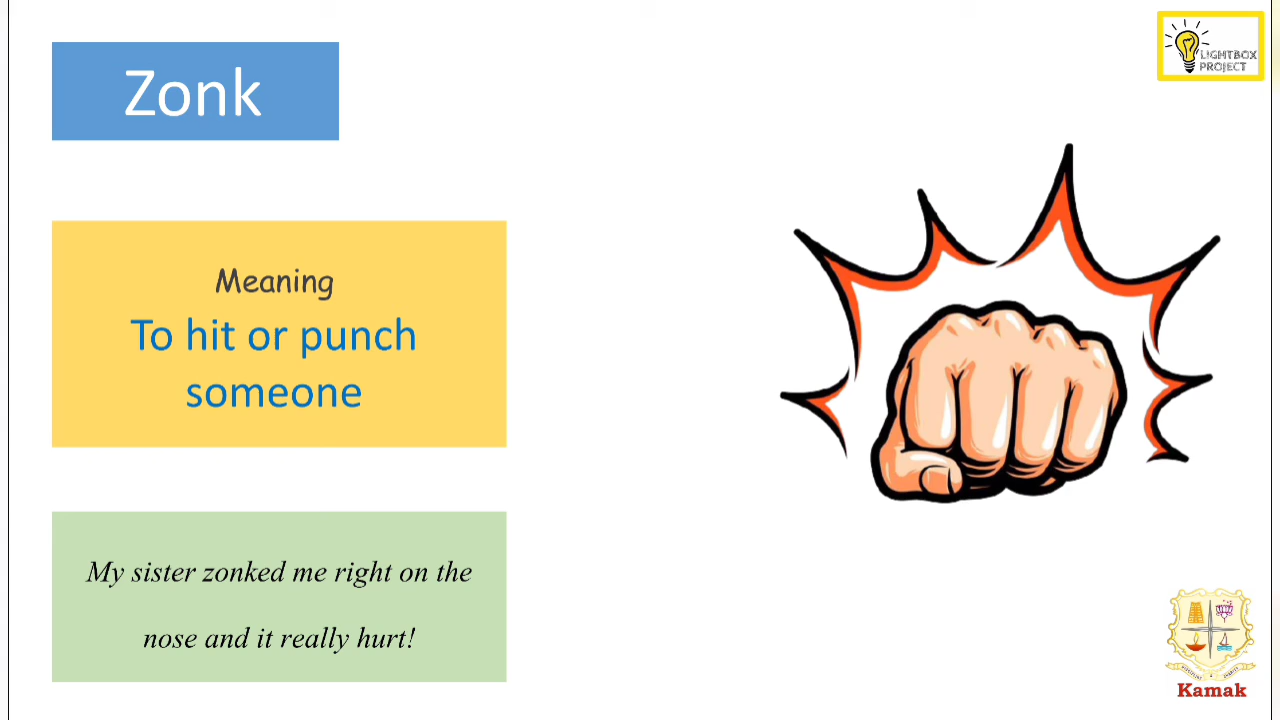 Zonk
LIGHTBOX
PROJECT
Meaning
To hit or punch
someone
My sister zonked me right on the
nose and it really hurt!
Kamak